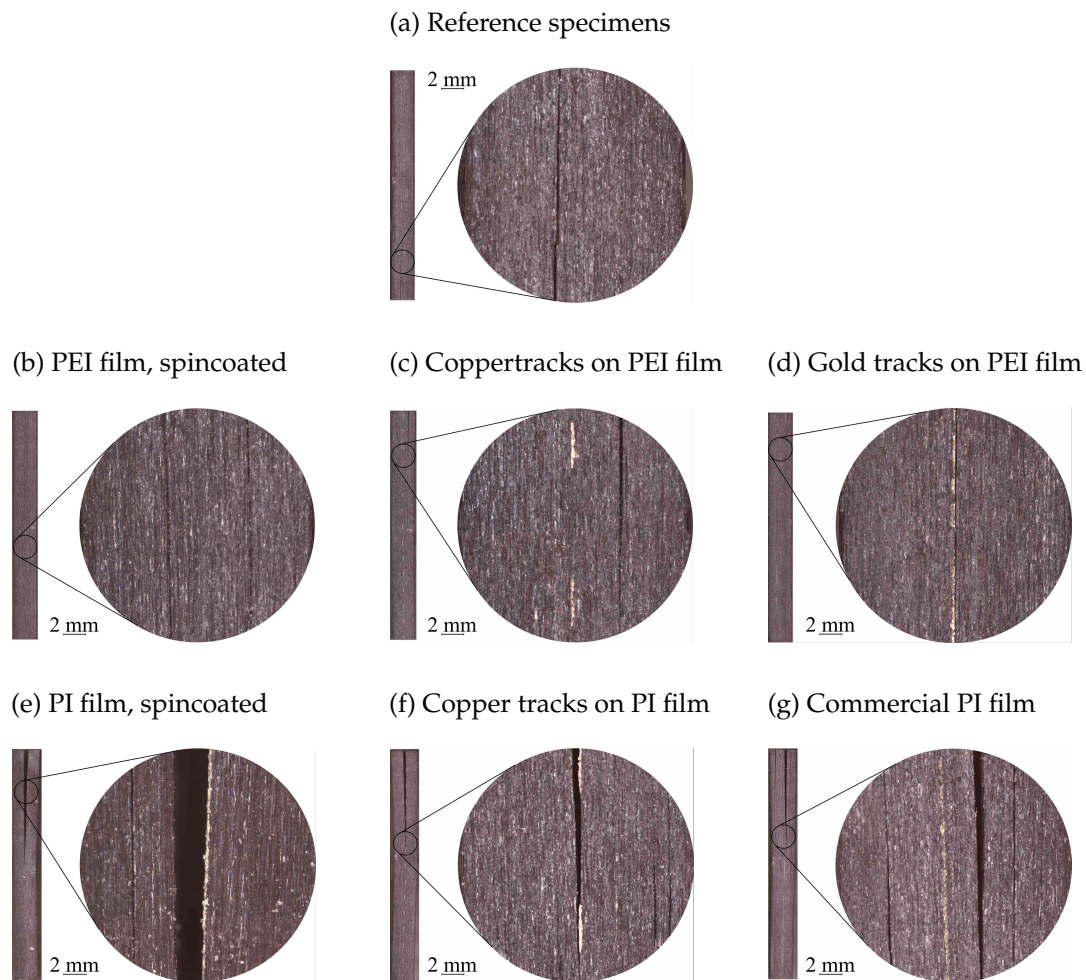 (a) Reference specimens
2 mm
(b) PEI film, spincoated
(c) Coppertracks on PEI film
(d) Gold tracks on PEI film
2 mm
2 mm
2 mm
(e) PI film, spincoated
(f) Copper tracks on PI film
(g) Commercial PI film
2 mm
2 mm
2 mm